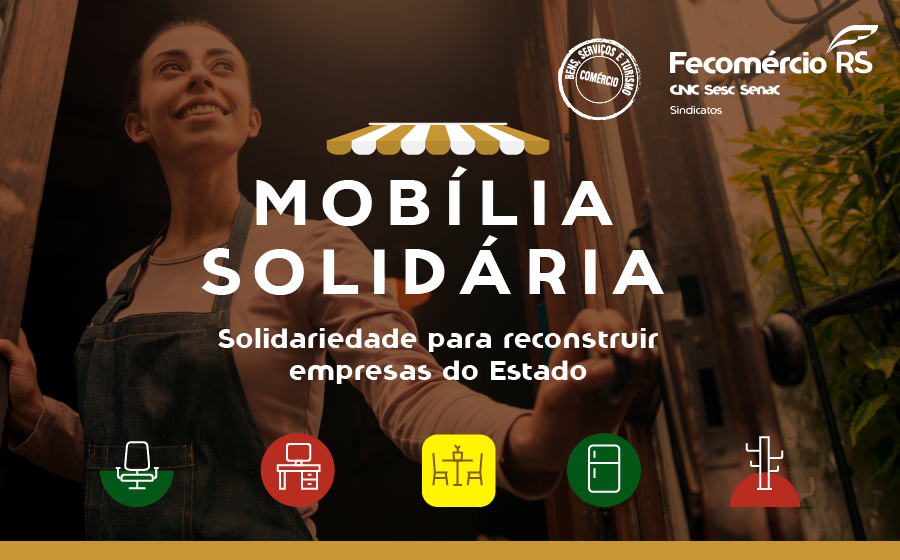 BENS, SERVIÇOS E TURISMO
COMÉRCIO
Fecomércio RS
CNC Sesc Senac
Sindicatos
MOBÍLIA
SOLIDÁRIA
Solidariedade para reconstruir
empresas do Estado